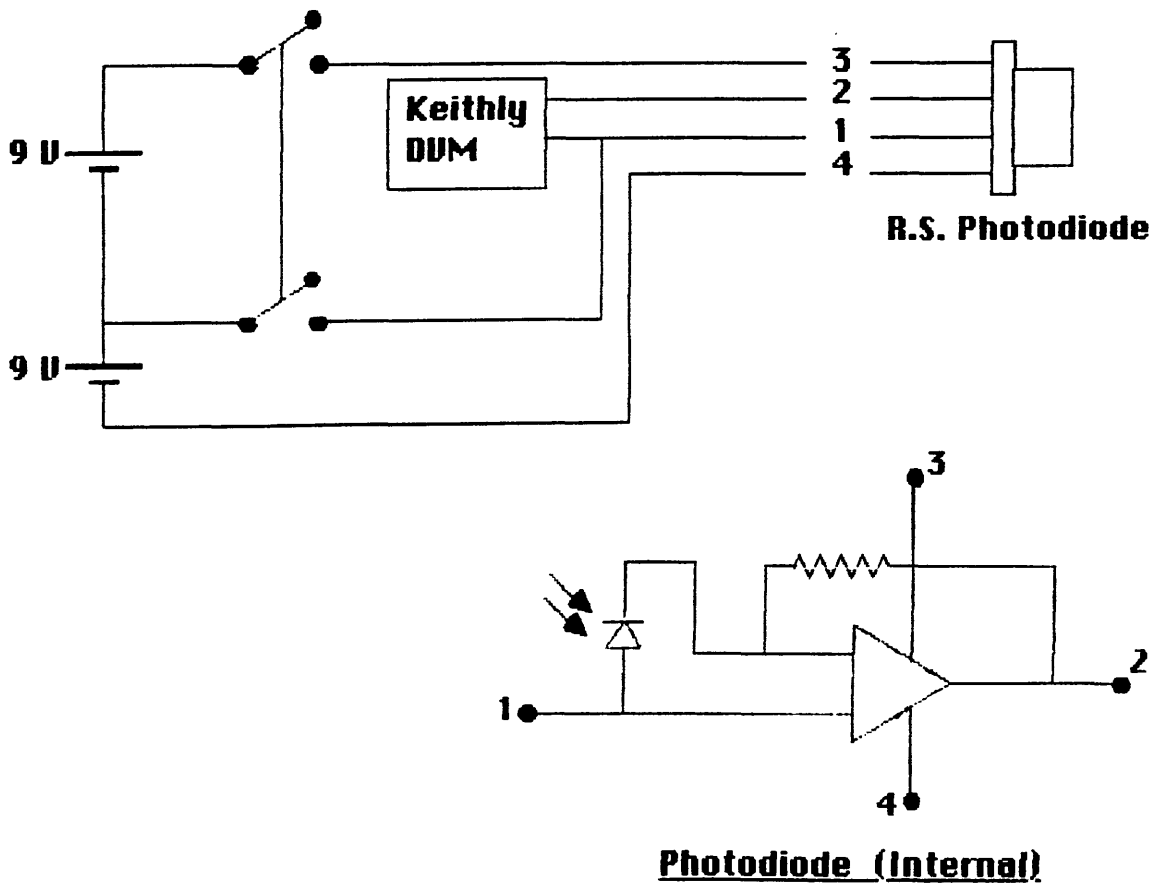 3
Keithly
DVM
2
1
4
9 V
R.S. Photodiode
9 V
3
2
1
4
Photodiode (Internal)